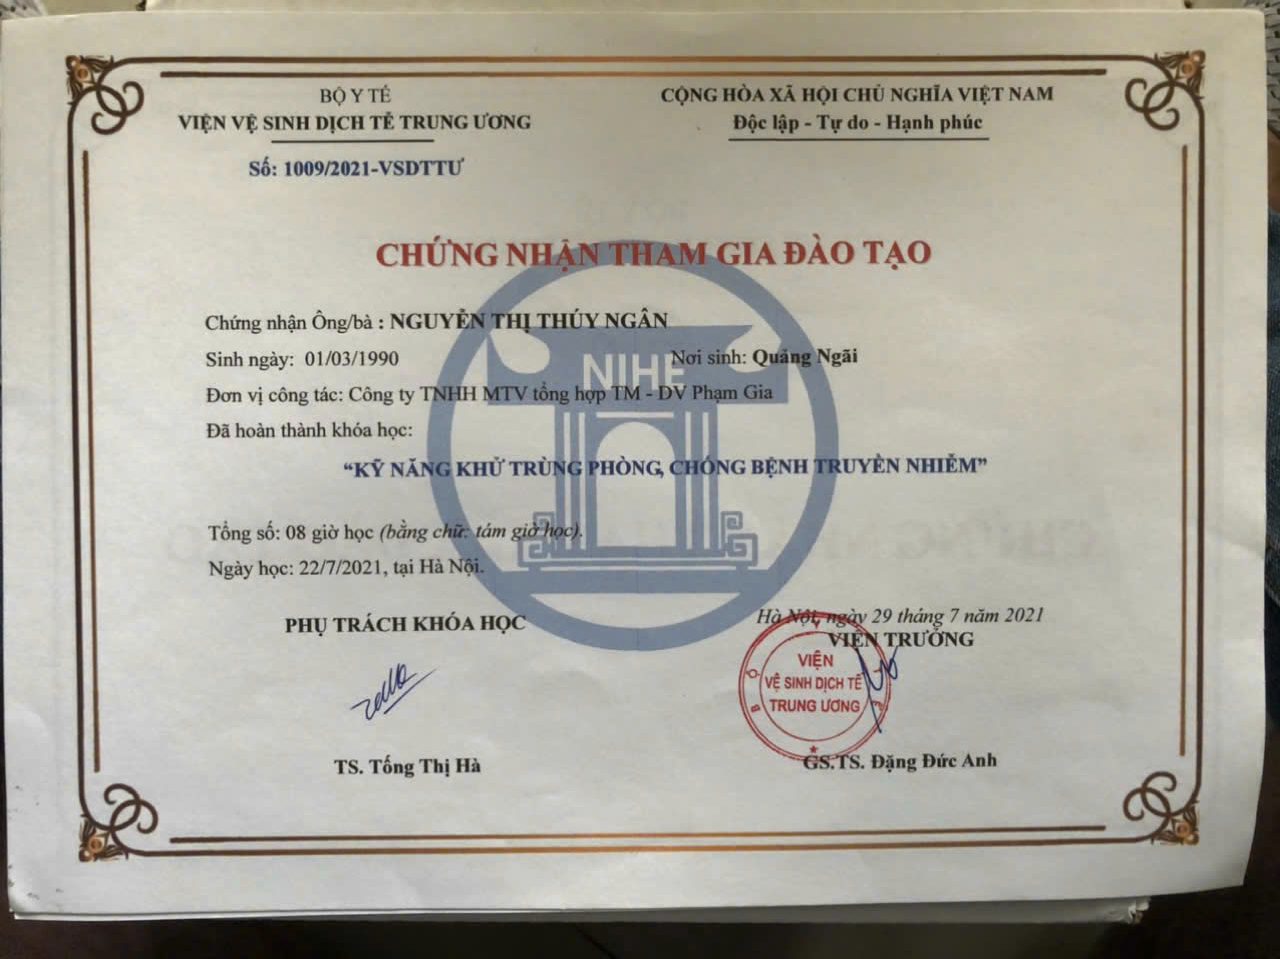 BỘ Y TẾ
VIỆN VỆ SINH DỊCH TỄ TRUNG ƯƠNG
Số: 1009/2021-VSDTTƯ
CỘNG HÒA XÃ HỘI CHỦ NGHĨA VIỆT NAM
Độc lập - Tự do - Hạnh phúc
CHỨNG NHẬN THAM GIA ĐÀO TẠO
Chứng nhận Ông/bà : NGUYỄN THỊ THÚY NGÂN
Sinh ngày: 01/03/1990 Nơi sinh: Quảng Ngãi
NIHE
Đơn vị công tác: Công ty TNHH MTV tổng hợp TM - DV Phạm Gia
Đã hoàn thành khóa học:
“KỸ NĂNG KHỬ TRÙNG PHÒNG, CHỐNG BỆNH TRUYỀN NHIỄM”
Tổng số: 08 giờ học (bằng chữ: tám giờ học).
Ngày học: 22/7/2021, tại Hà Nội.
PHỤ TRÁCH KHÓA HỌC
TS. Tống Thị Hà
Hà Nội, ngày 29 tháng 7 năm 2021
VIỆN TRƯỞNG
VIỆN
VỆ SINH DỊCH TỄ
TRUNG ƯƠNG
GS.TS. Đặng Đức Anh